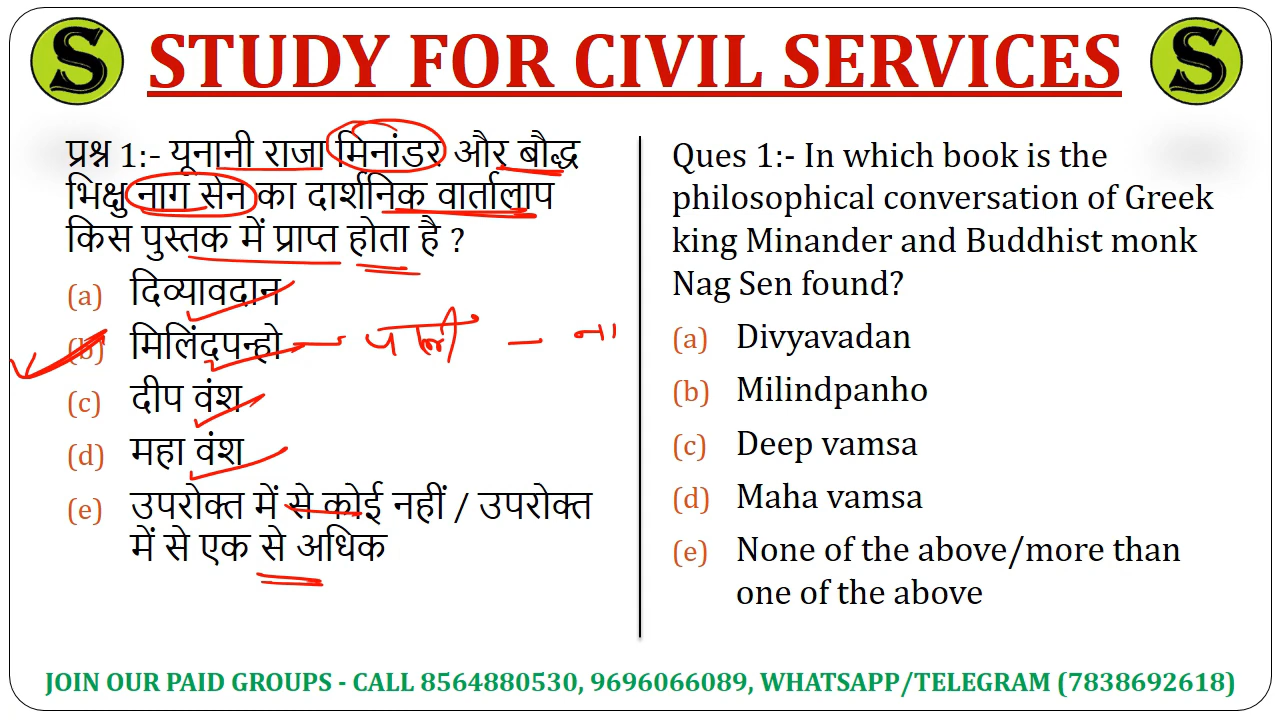 S STUDY FOR CIVIL SERVICES S
प्रश्न 1:- यूनानी राजा मिनांडर और बौद्ध
भिक्षु नाग सेन का दार्शनिक वार्तालाप
किस पुस्तक में प्राप्त होता है ?
(a) दिव्यावदान
(b) मिलिंदपन्हो – पाली – ना
(c) दीप वंश
(d) महा वंश
(e) उपरोक्त में से कोई नहीं / उपरोक्त
में से एक से अधिक
Ques 1:- In which book is the
philosophical conversation of Greek
king Minander and Buddhist monk
Nag Sen found?
(a) Divyavadan
(b) Milindpanho
(c) Deep vamsa
(d) Maha vamsa
(e) None of the above/more than
one of the above
JOIN OUR PAID GROUPS - CALL 8564880530, 9696066089, WHATSAPP/TELEGRAM (7838692618)